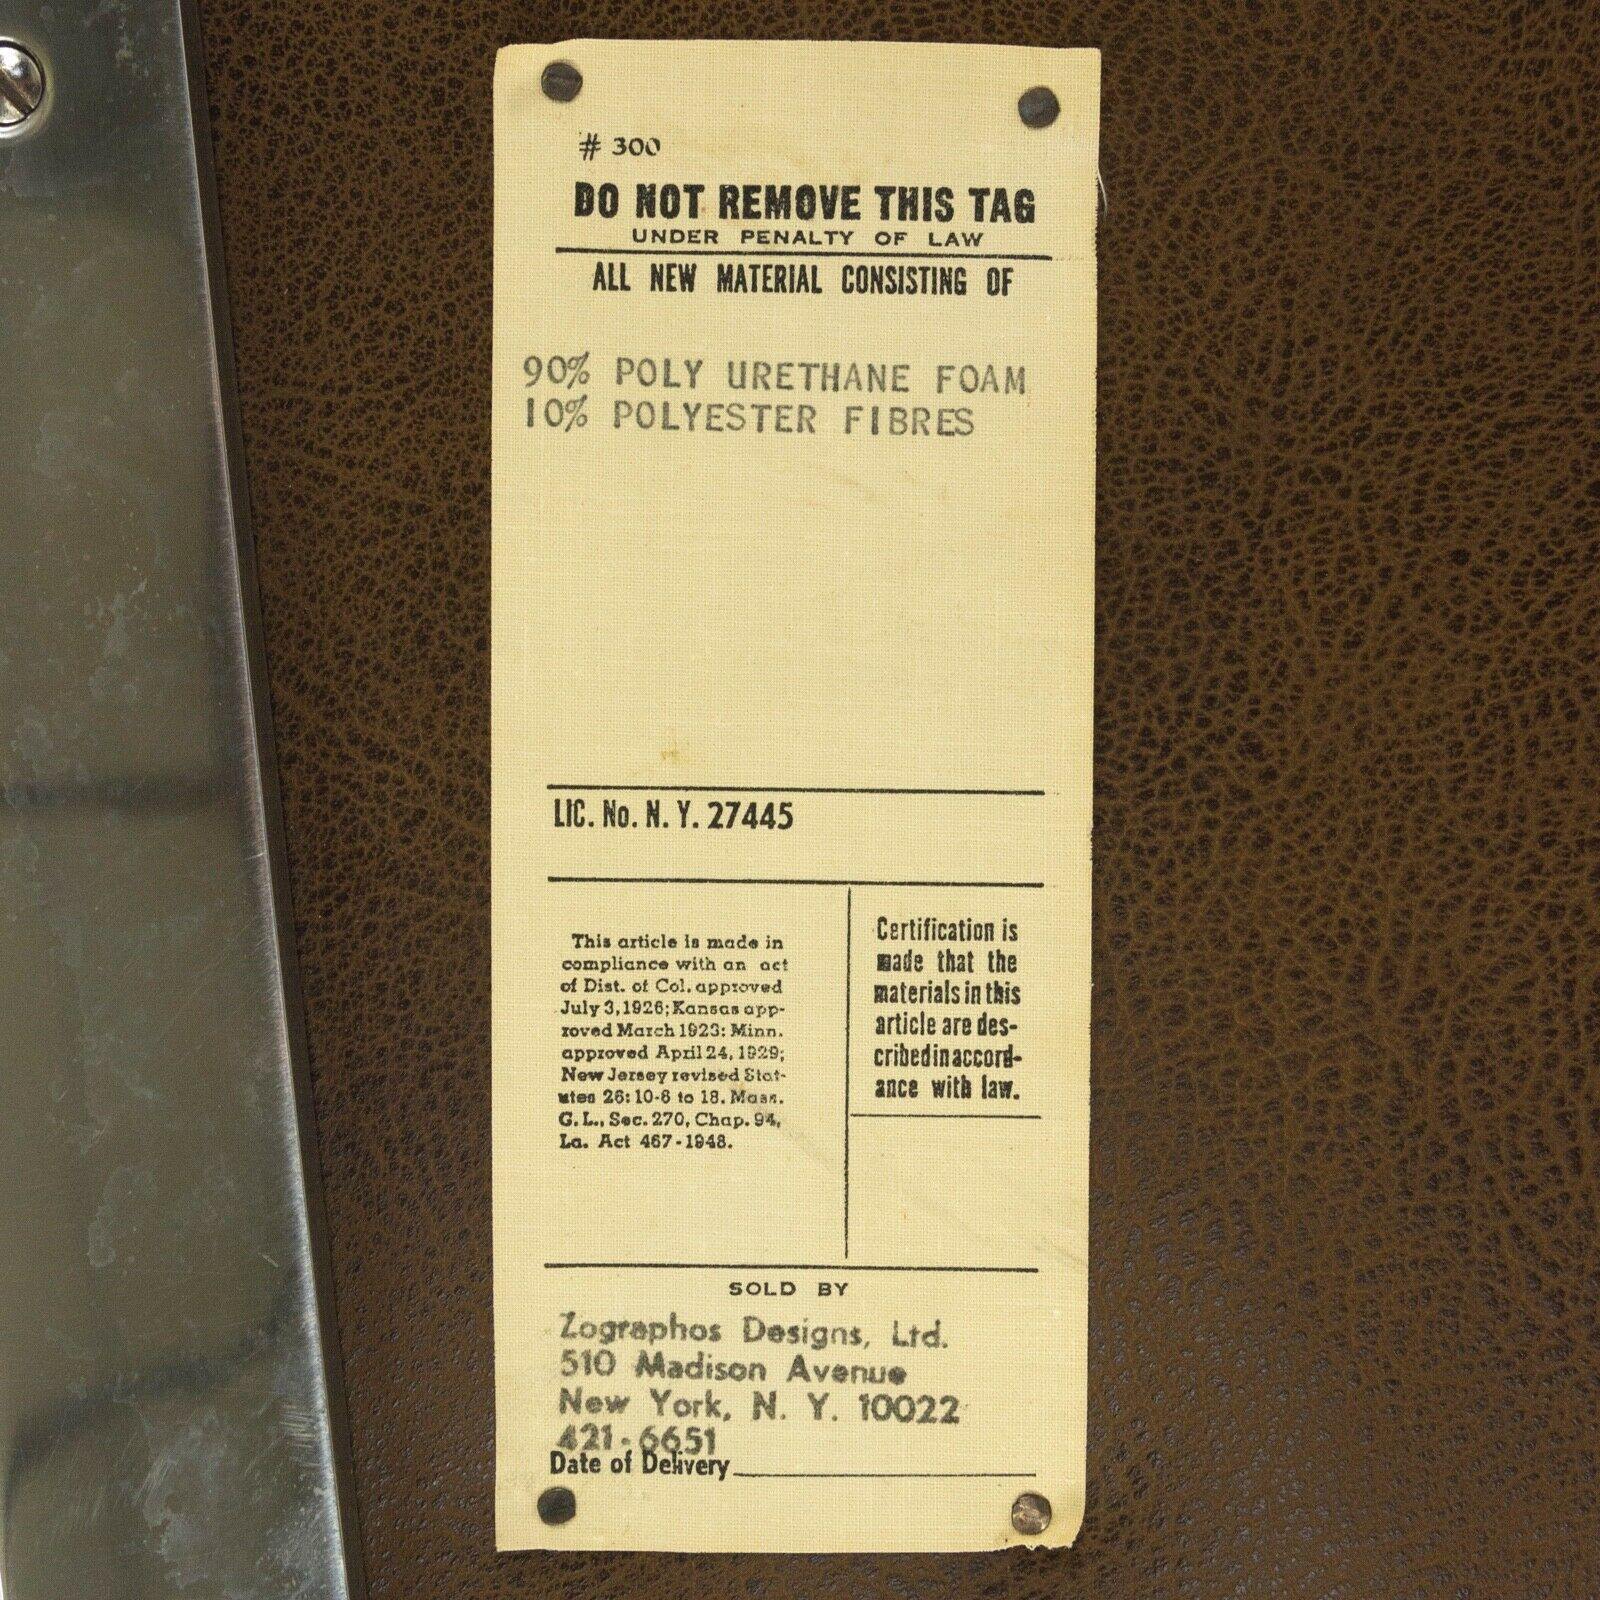 # 300
DO NOT REMOVE THIS TAG
UNDER PENALTY OF LAW
ALL NEW MATERIAL CONSISTING OF
90% POLY URETHANE FOAM
10% POLYESTER FIBRES
LIC. No. N. Y. 27445
This article is made in
compliance with an act
of Dist. of Col. approved
July 3, 1926; Kansas app-
roved March 1923: Minn.
approved April 24, 1929;
New Jersey revised Stat-
utes 26: 10-6 to 18. Mass.
G. L., Sec. 270, Chap. 94,
La. Act 467-1948.
Certification is
made that the
materials in this
article are des-
cribed in accord-
ance with law.
SOLD BY
Zographos Designs, Ltd.
510 Madison Avenue
New York, N. Y. 10022
421-6651
Date of Delivery